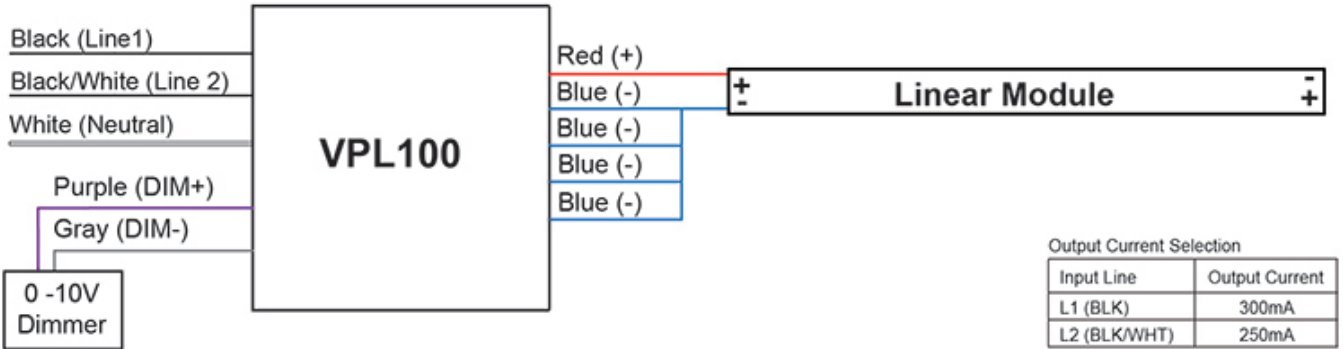 Black (Line1)
Black/White (Line 2)
White (Neutral)
Purple (DIM+)
Gray (DIM-)
0 -10V
Dimmer
VPL100
Red (+)
Blue (-)
Blue (-)
Blue (-)
Blue (-)
+
-
Linear Module
-
+
Output Current Selection
Input Line Output Current
L1 (BLK) 300mA
L2 (BLK/WHT) 250mA